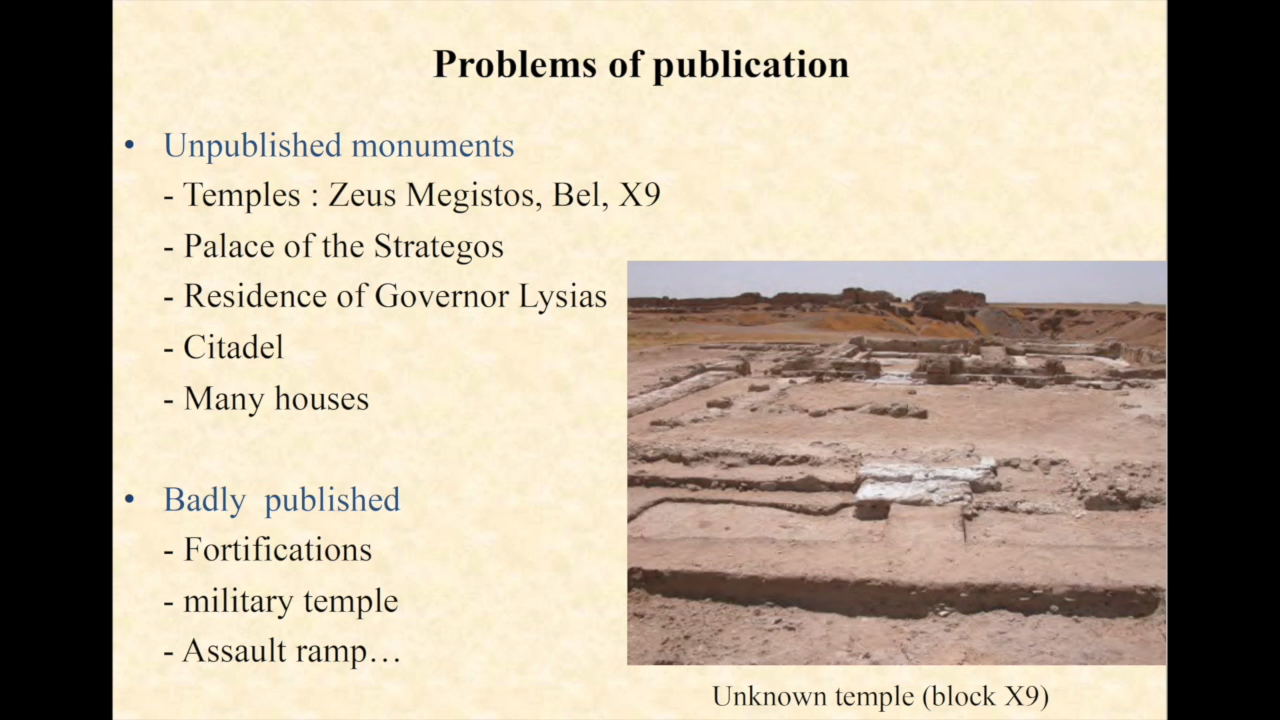 Problems of publication
• Unpublished monuments
- Temples : Zeus Megistos, Bel, X9
- Palace of the Strategos
- Residence of Governor Lysias
- Citadel
- Many houses
• Badly published
- Fortifications
- military temple
- Assault ramp…
Unknown temple (block X9)